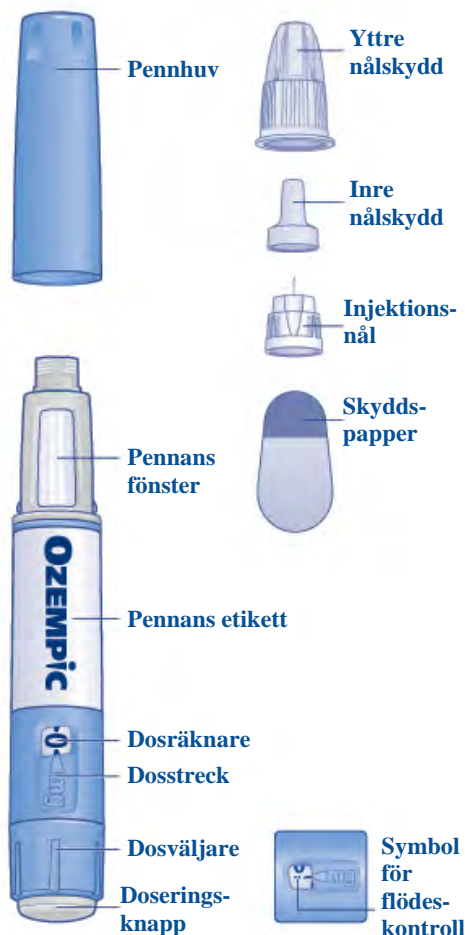 Pennhuv
Yttre
nålskydd
Inre
nålskydd
Injektions-
nål
Skydds-
papper
Pennans
fönster
OZEMPIC
Pennans etikett
0
mg
Dosräknare
Dosstreck
Dosväljare
Doserings-
knapp
mg
Symbol
för
flödes-
kontroll